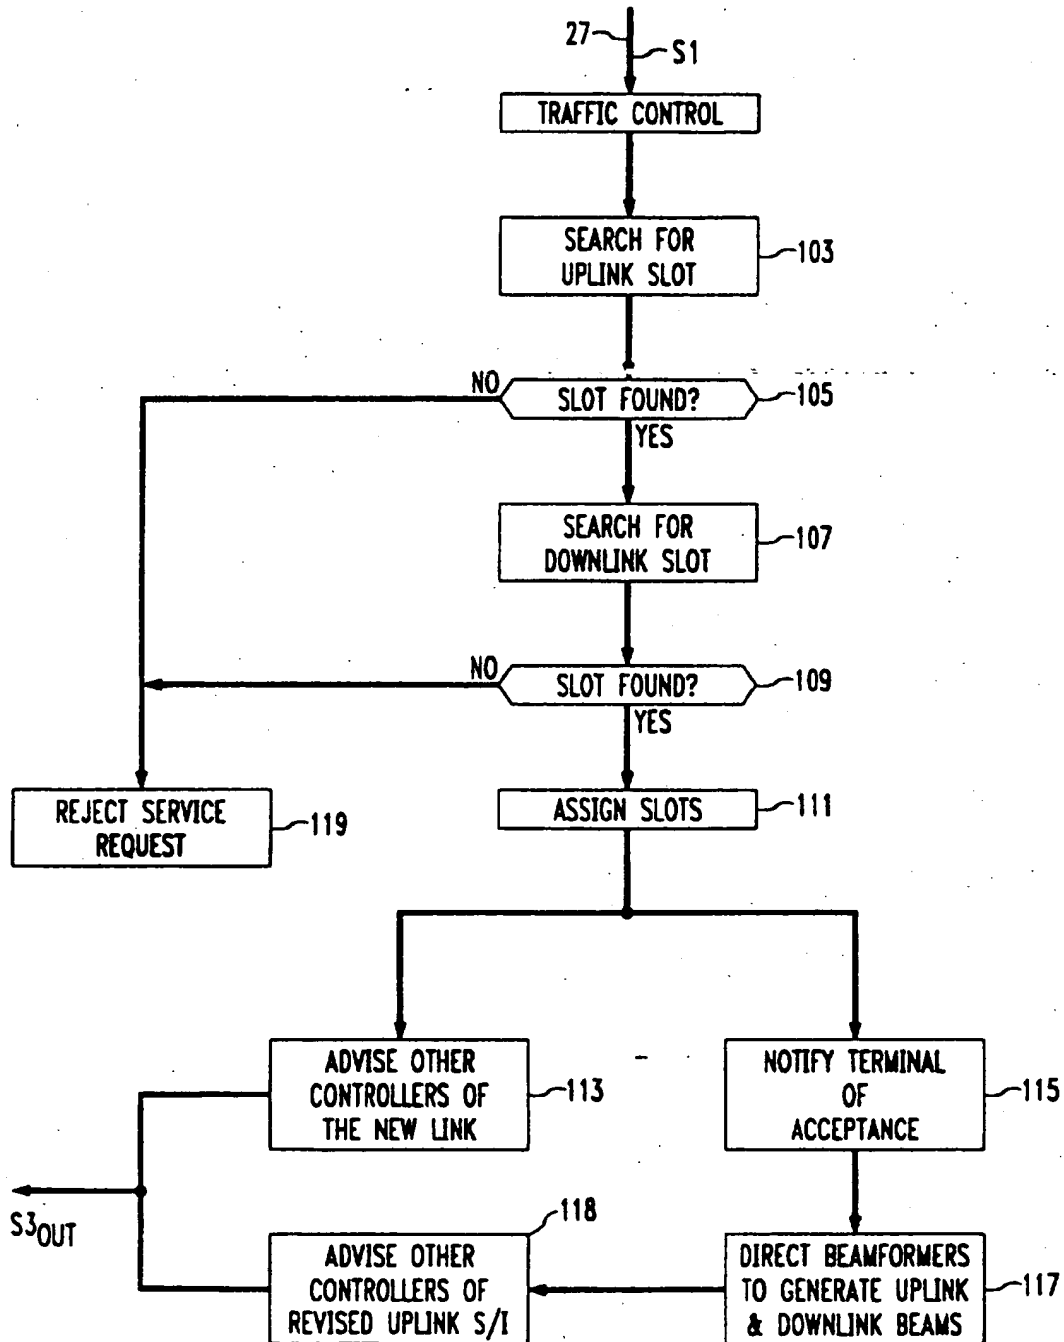 27
S1
TRAFFIC CONTROL
SEARCH FOR
UPLINK SLOT
103
NO
SLOT FOUND?
105
YES
SEARCH FOR
DOWNLINK SLOT
107
NO
SLOT FOUND?
109
YES
REJECT SERVICE
REQUEST
119
ASSIGN SLOTS
111
ADVISE OTHER
CONTROLLERS OF
THE NEW LINK
113
NOTIFY TERMINAL
OF
ACCEPTANCE
115
S3OUT
118
ADVISE OTHER
CONTROLLERS OF
REVISED UPLINK S/I
DIRECT BEAMFORMERS
TO GENERATE UPLINK
& DOWNLINK BEAMS
117